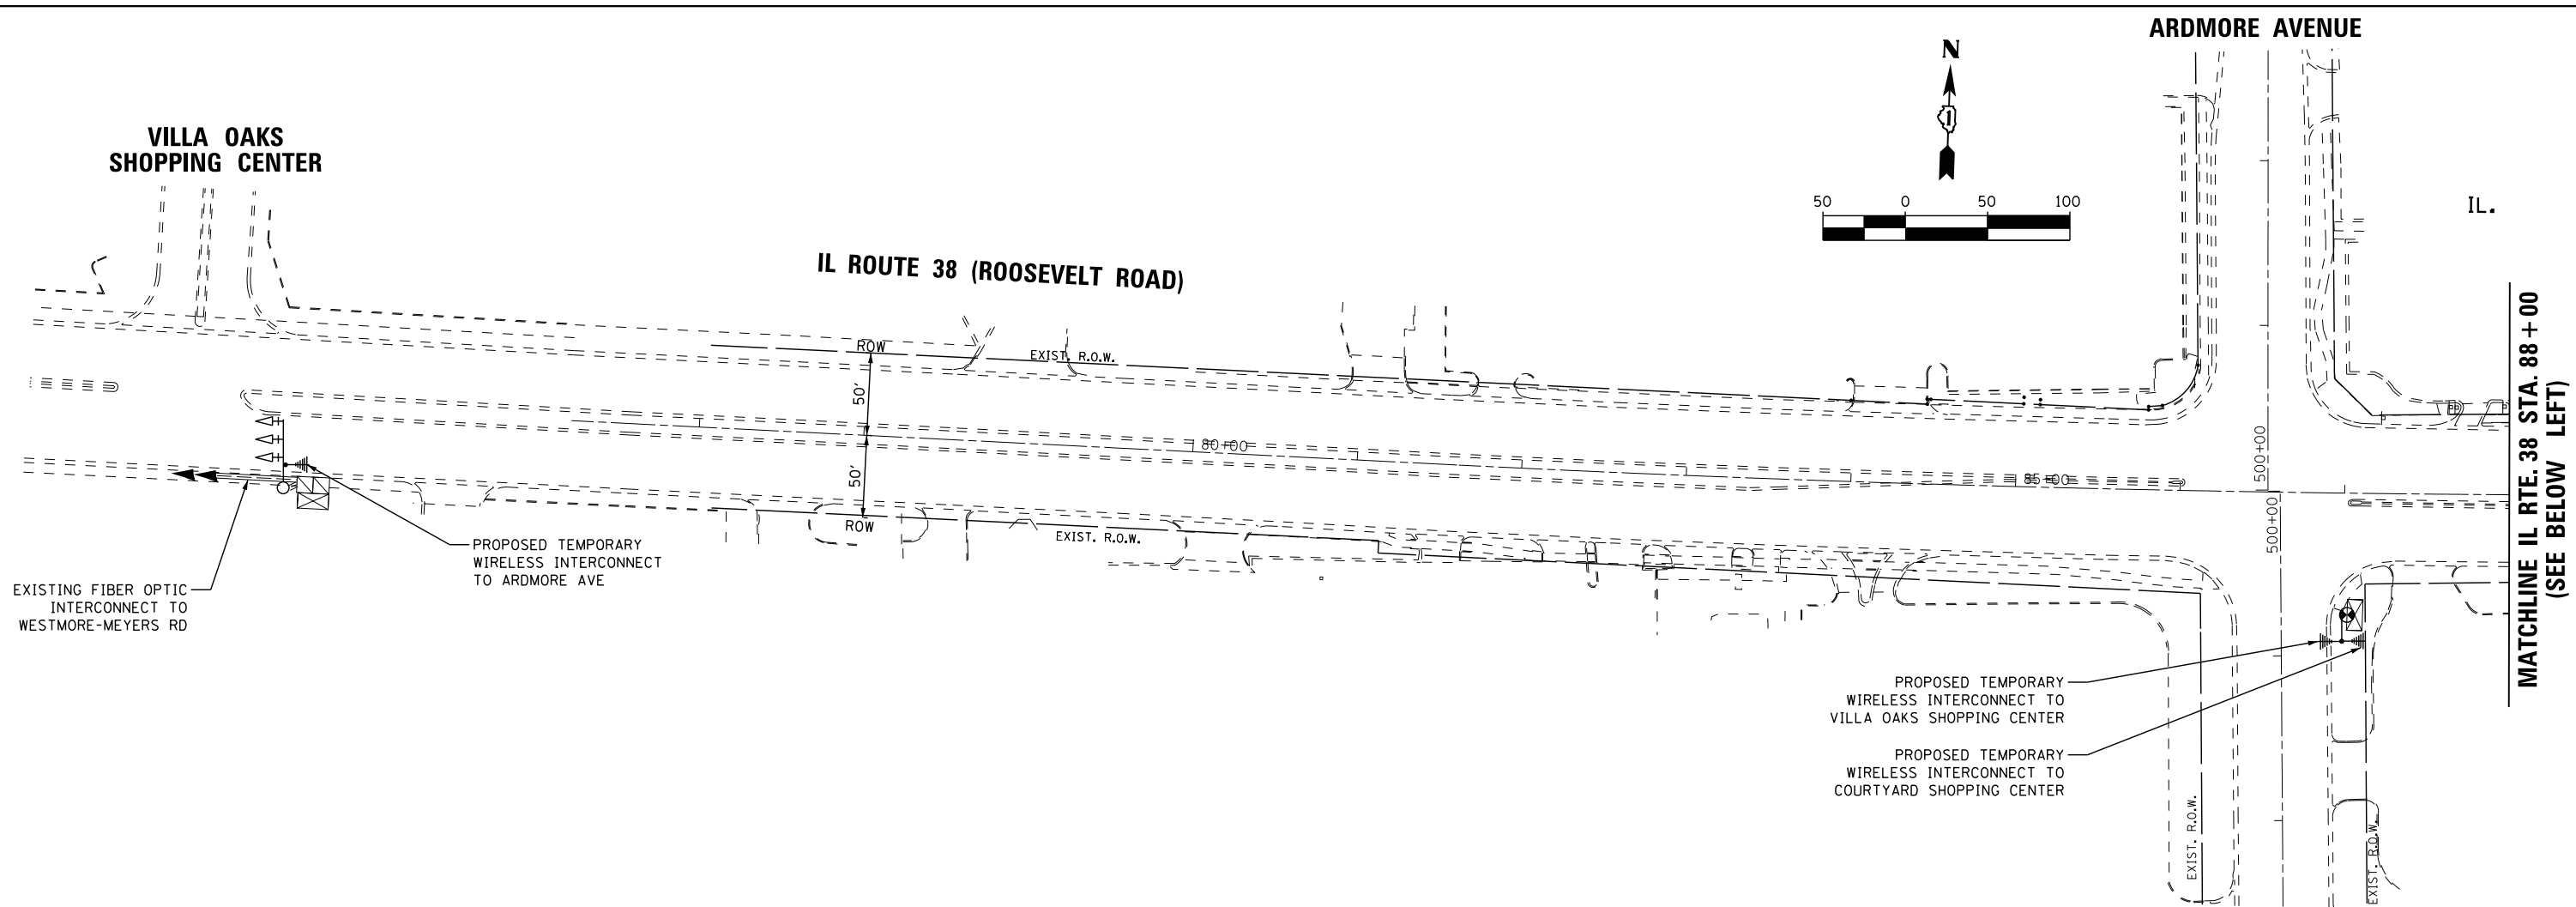 ARDMORE AVENUE
N
1
VILLA OAKS
SHOPPING CENTER
50 0 50 100
IL.
IL ROUTE 38 (ROOSEVELT ROAD)
ROW
EXIST. R.O.W.
50'
50'
80+00
85+00
500+00
500+00
ROW
EXIST. R.O.W.
MATCHLINE IL RTE. 38 STA. 88+00
(SEE BELOW LEFT)
PROPOSED TEMPORARY
WIRELESS INTERCONNECT
TO ARDMORE AVE
EXISTING FIBER OPTIC
INTERCONNECT TO
WESTMORE-MEYERS RD
PROPOSED TEMPORARY
WIRELESS INTERCONNECT TO
VILLA OAKS SHOPPING CENTER
PROPOSED TEMPORARY
WIRELESS INTERCONNECT TO
COURTYARD SHOPPING CENTER
EXIST. R.O.W.
EXIST. R.O.W.